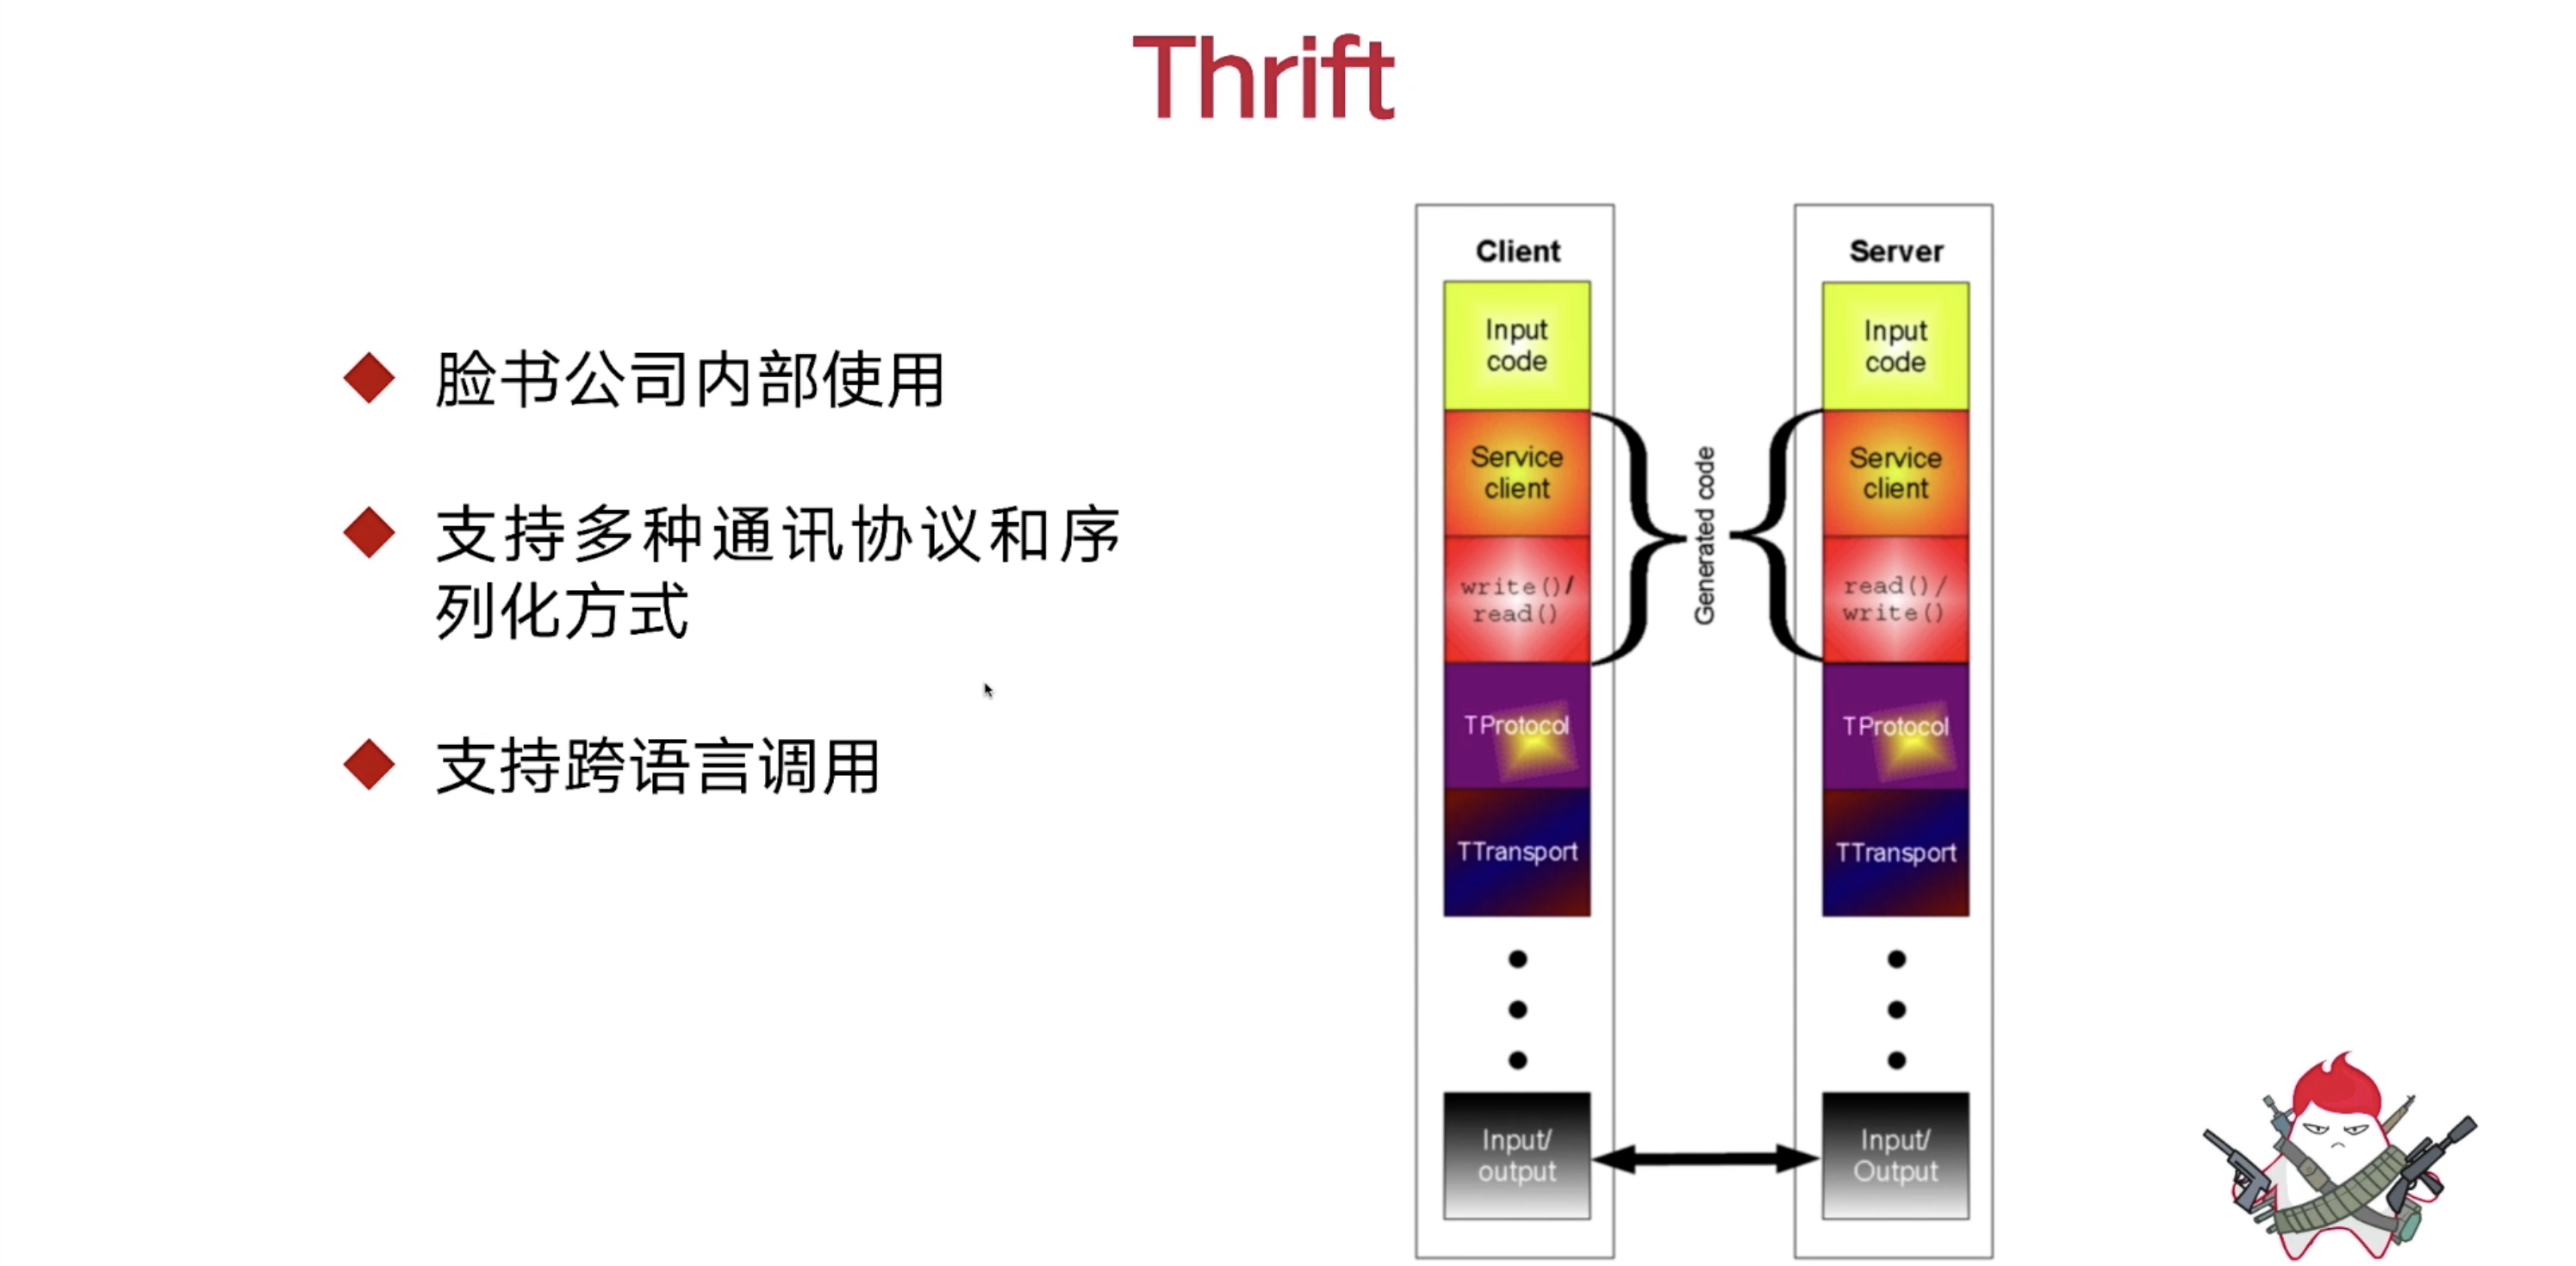 Thrift
脸书公司内部使用
支持多种通讯协议和序
列化方式
支持跨语言调用
Client
Input
code
Service
client
write()/
read()
TProtocol
TTransport
Input/
output
Generated code
Server
Input
code
Service
client
read()/
write()
TProtocol
TTransport
Input/
Output